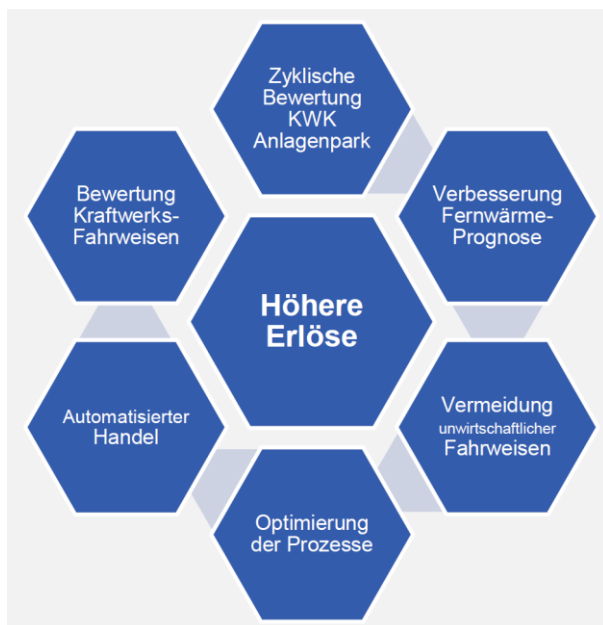 Zyklische
Bewertung
KWK
Anlagenpark
Bewertung
Kraftwerks-
Fahrweisen
Verbesserung
Fernwärme-
Prognose
Höhere
Erlöse
Automatisierter
Handel
Vermeidung
unwirtschaftlicher
Fahrweisen
Optimierung
der Prozesse